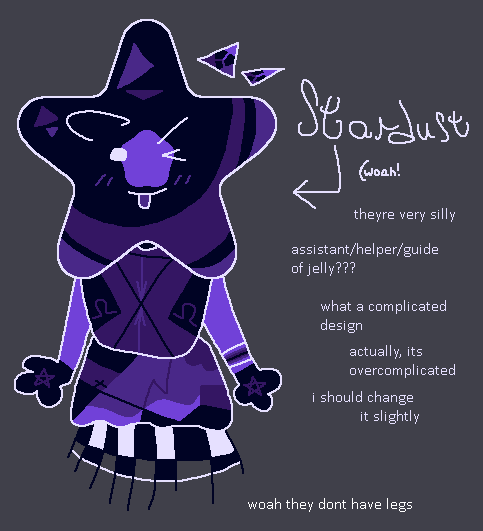 Stardust
(woah!
theyre very silly
assistant/helper/guide
of jelly???
what a complicated
design
actually, its
overcomplicated
i should change
it slightly
woah they dont have legs